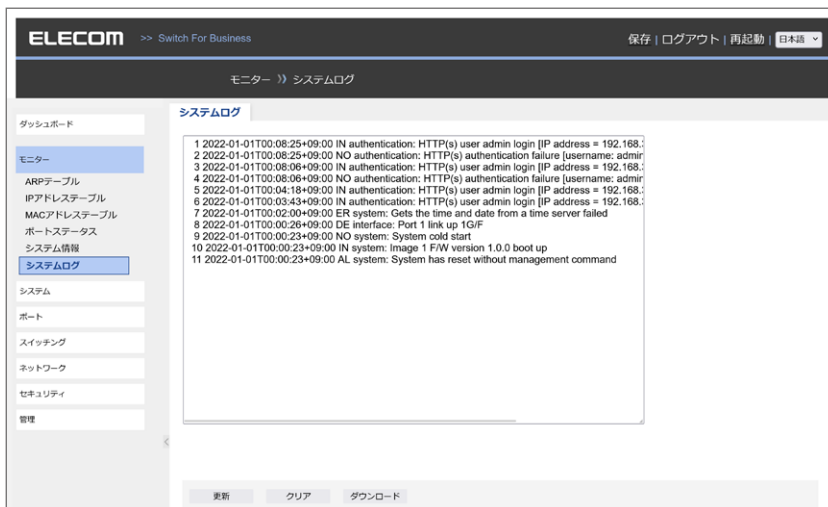 ELECOM >> Switch For Business 保存 | ログアウト | 再起動 | 日本語
モニター 》 システムログ
ダッシュボード
モニター
ARPテーブル
IPアドレステーブル
MACアドレステーブル
ポートステータス
システム情報
システムログ
システム
ポート
スイッチング
ネットワーク
セキュリティ
管理
システムログ
1 2022-01-01T00:08:25+09:00 IN authentication: HTTP(s) user admin login [IP address = 192.168.
2 2022-01-01T00:08:25+09:00 NO authentication: HTTP(s) authentication failure [username: admin
3 2022-01-01T00:08:06+09:00 IN authentication: HTTP(s) user admin login [IP address = 192.168.
4 2022-01-01T00:08:06+09:00 NO authentication: HTTP(s) authentication failure [username: admin
5 2022-01-01T00:04:18+09:00 IN authentication: HTTP(s) user admin login [IP address = 192.168.
6 2022-01-01T00:03:43+09:00 IN authentication: HTTP(s) user admin login [IP address = 192.168.
7 2022-01-01T00:02:00+09:00 ER system: Gets the time and date from a time server failed
8 2022-01-01T00:00:26+09:00 DE interface: Port 1 link up 1G/F
9 2022-01-01T00:00:23+09:00 NO system: System cold start
10 2022-01-01T00:00:23+09:00 IN system: Image 1 F/W version 1.0.0 boot up
11 2022-01-01T00:00:23+09:00 AL system: System has reset without management command
更新 クリア ダウンロード